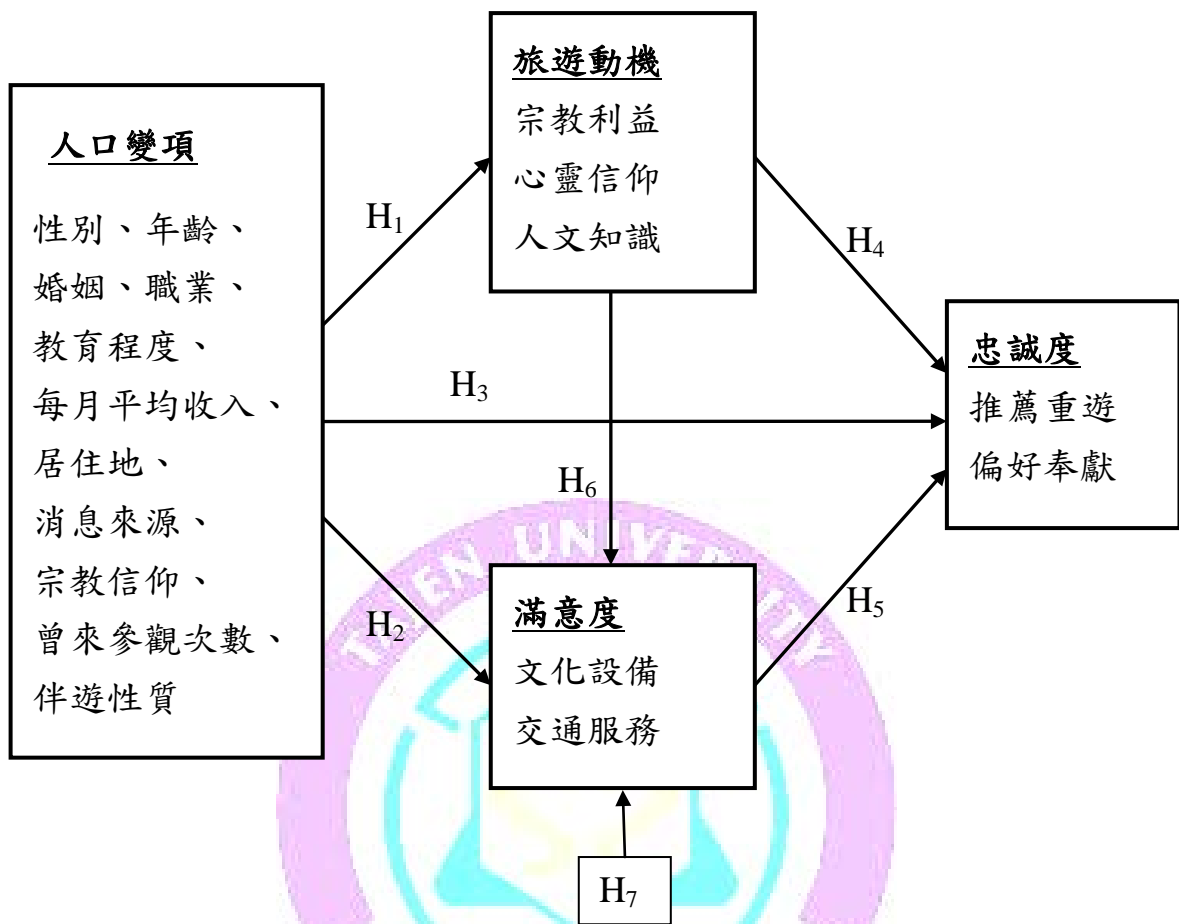 旅遊動機
宗教利益
心靈信仰
人文知識
人口變項
性別、年齡、
婚姻、職業、
教育程度、
每月平均收入、
居住地、
消息來源、
宗教信仰、
曾來參觀次數、
伴遊性質
H₁
H₄
忠誠度
推薦重遊
偏好奉獻
H₃
H₆
H₂
滿意度
文化設備
交通服務
H₅
H₇
UNIVERSITY